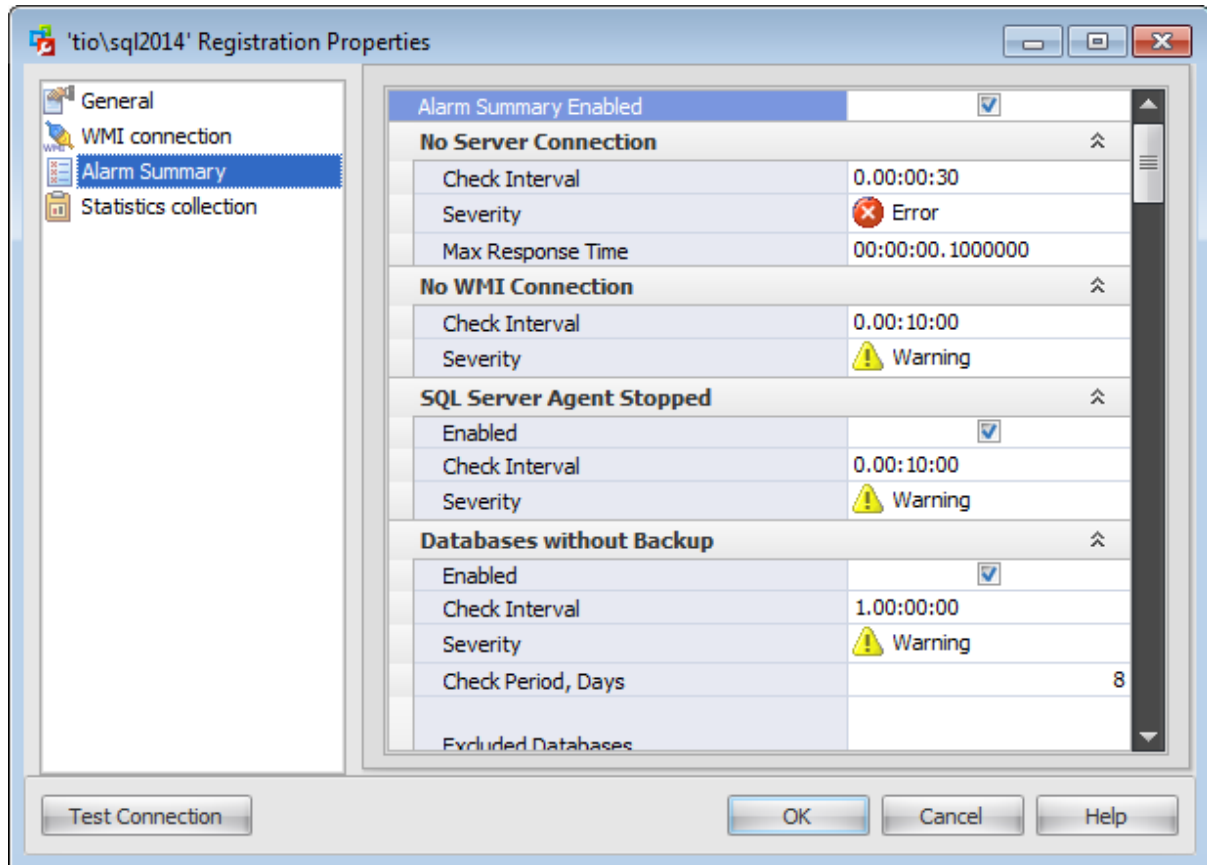 'tio\sql2014' Registration Properties
General
WMI connection
Alarm Summary
Statistics collection
Alarm Summary Enabled
No Server Connection
Check Interval 0.00:00:30
Severity Error
Max Response Time 00:00:00.1000000
No WMI Connection
Check Interval 0.00:10:00
Severity Warning
SQL Server Agent Stopped
Enabled
Check Interval 0.00:10:00
Severity Warning
Databases without Backup
Enabled
Check Interval 1.00:00:00
Severity Warning
Check Period, Days 8
Excluded Databases
Test Connection OK Cancel Help